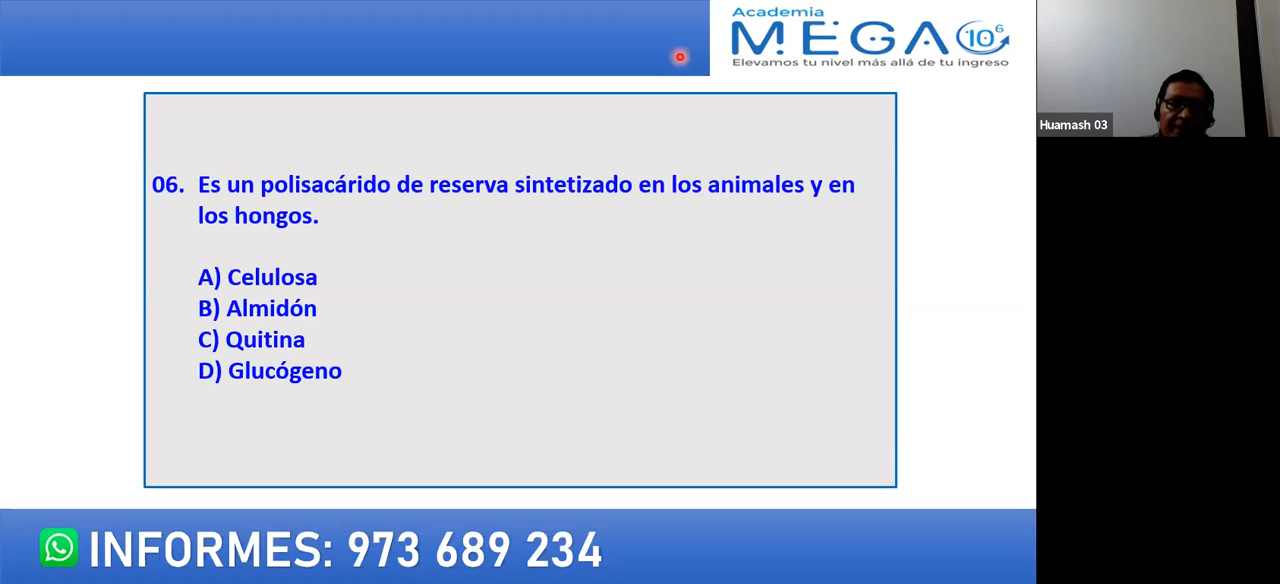 Academia
MEGA 10⁶
Elevamos tu nivel más allá de tu ingreso
Huamash 03
06. Es un polisacárido de reserva sintetizado en los animales y en
los hongos.
A) Celulosa
B) Almidón
C) Quitina
D) Glucógeno
INFORMES: 973 689 234